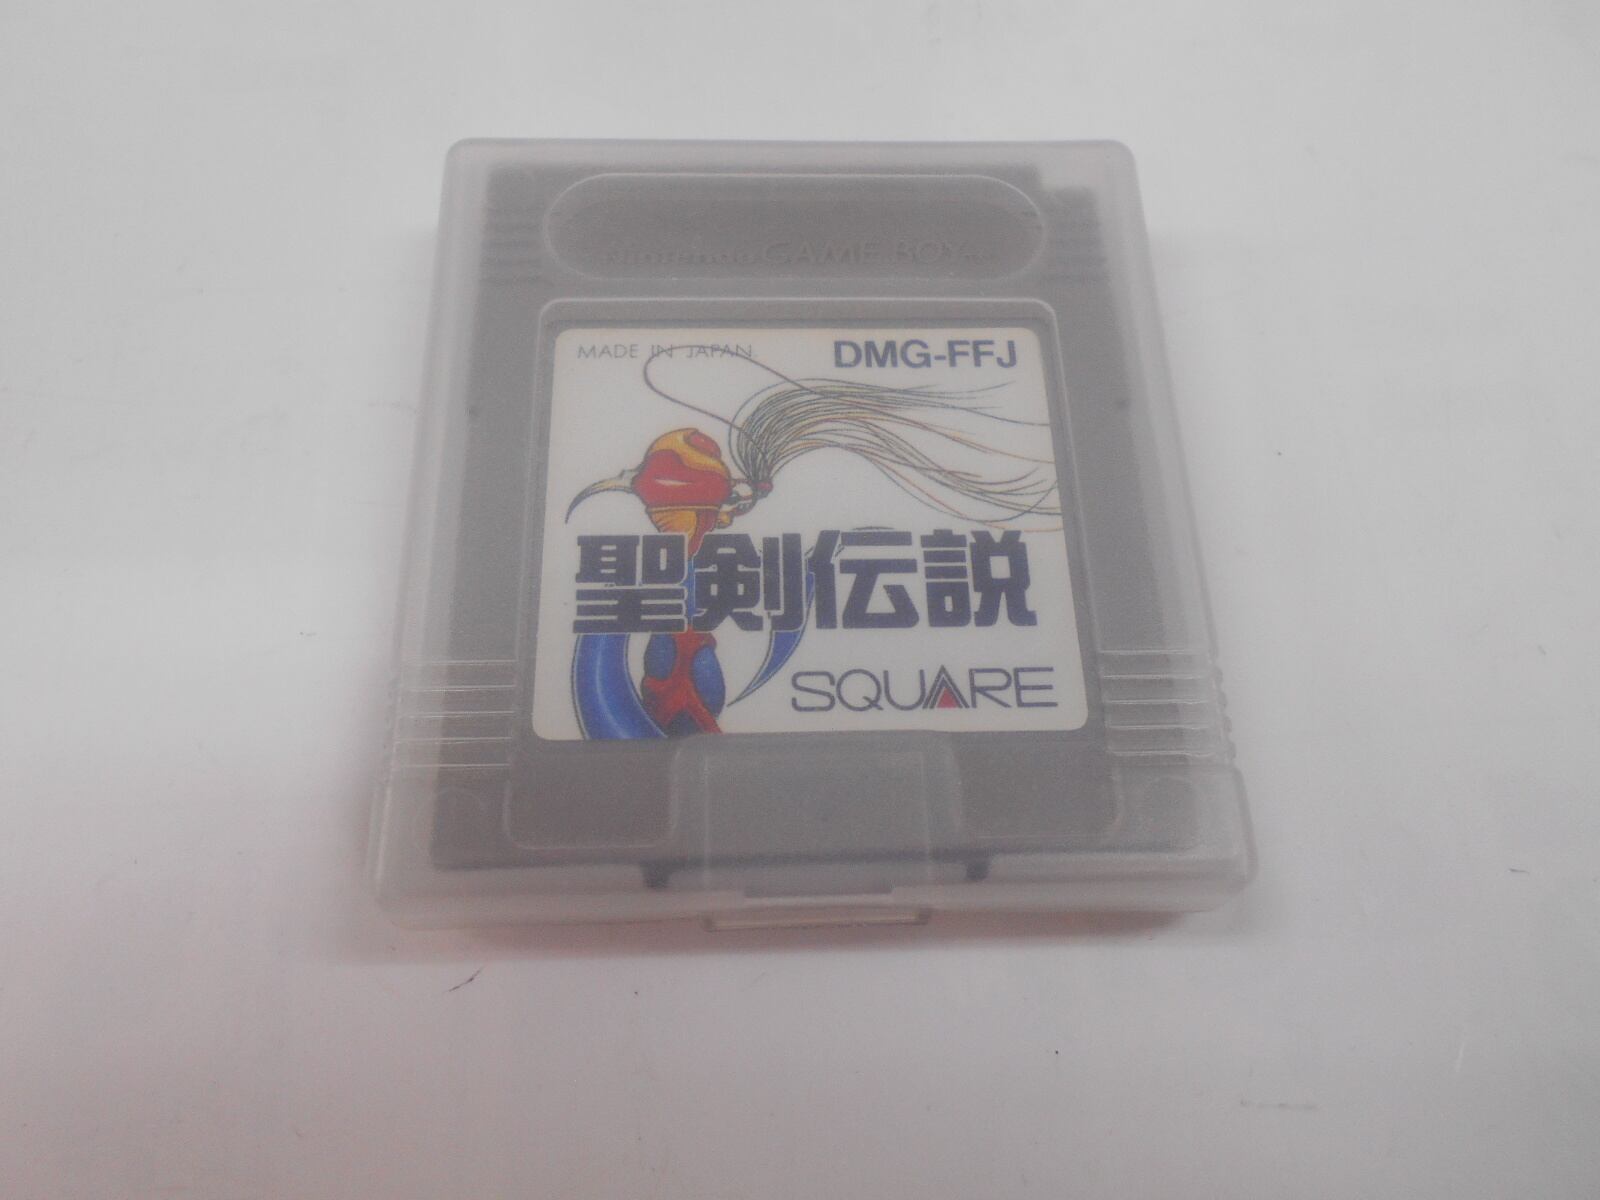 Nintendo GAME BOY
MADE IN JAPAN
DMG-FFJ
聖剣伝説
SQUARE